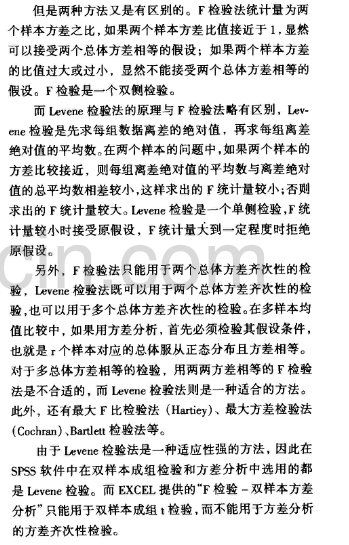 但是两种方法又是有区别的。F 检验法统计量为两
个样本方差之比,如果两个样本方差比值接近于 1,显然
可以接受两个总体方差相等的假设；如果两个样本方差
的比值过大或过小，显然不能接受两个总体方差相等的
假设。F 检验是一个双侧检验。
而 Levene 检验法的原理与 F 检验法略有区别，Lev-
ene 检验是先求每组数据离差的绝对值，再求每组离差
绝对值的平均数。在两个样本的问题中,如果两个样本的
方差比较接近，则每组离差绝对值的平均数与离差绝对
值的总平均数相差较小,这样求出的 F 统计量较小;否则
求出的 F 统计量较大。Levene 检验是一个单侧检验,F 统
计量较小时接受原假设，F 统计量大到一定程度时拒绝
原假设。
另外，F 检验法只能用于两个总体方差齐次性的检
验，Levene 检验法既可以用于两个总体方差齐次性的检
验,也可以用于多个总体方差齐次性的检验。在多样本均
值比较中，如果用方差分析，首先必须检验其假设条件，
也就是 r 个样本对应的总体服从正态分布且方差相等。
对于多总体方差相等的检验，用两两方差相等的 F 检验
法是不合适的，而 Levene 检验法则是一种适合的方法。
此外，还有最大 F 比检验法（Hartiey）、最大方差检验法
(Cochran)、Bartlett 检验法等。
由于 Levene 检验法是一种适应性强的方法，因此在
SPSS 软件中在双样本成组检验和方差分析中选用的都
是 Levene 检验。而 EXCEL 提供的“F 检验 – 双样本方差
分析”只能用于双样本成组 t 检验，而不能用于方差分析
的方差齐次性检验。
cin.com